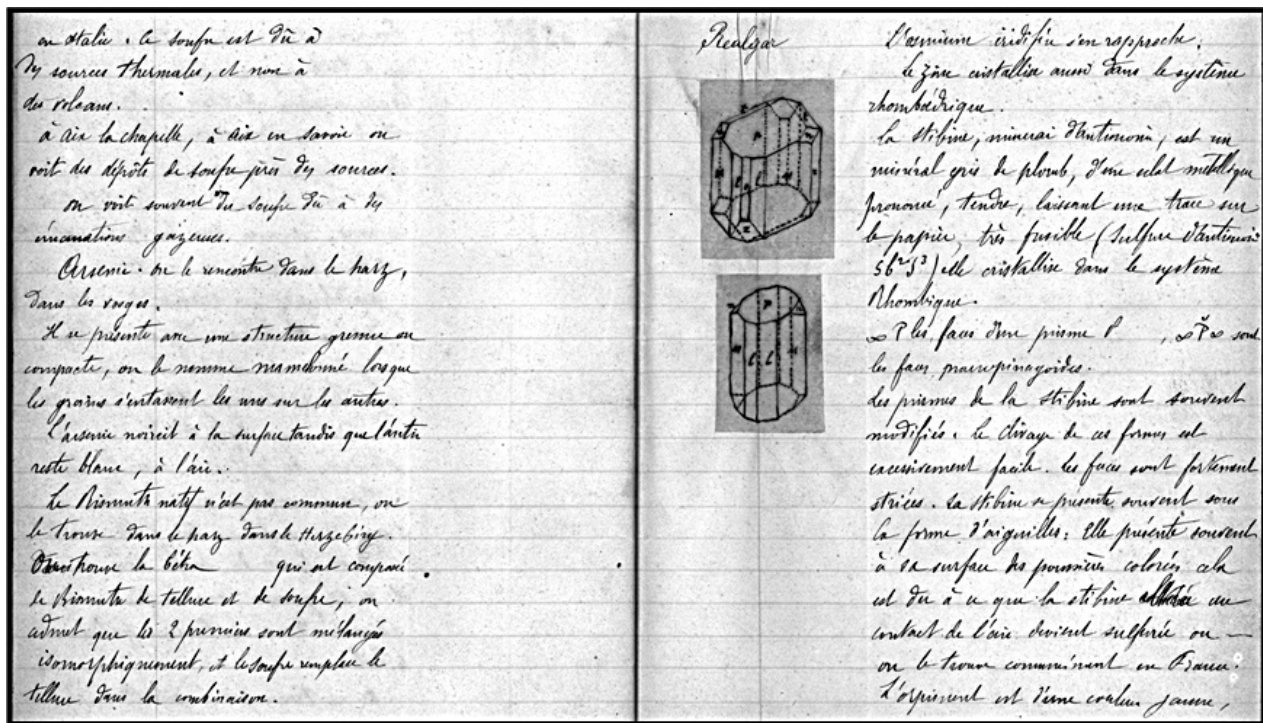 en Italie. Ce soufre est dû à
des sources thermales, et non à
des volcans.
à Aix la chapelle, à Aix en Savoie on
voit des dépôts de soufre près des sources.
on voit souvent du soufre dû à des
émanations gazeuses.
Arsenic. On le rencontre dans le harz,
dans les vosges.
Il se présente avec une structure grenue ou
compacte, on le nomme mamelonné lorsque
les grains s'entassent les uns sur les autres.
L'arsenic noircit à la surface tandis que l'antim
reste blanc, à l'air.
Le Bismuth natif n'est pas commun, on
le trouve dans le harz dans le Herzebirge.
On trouve la qui est composé
de Bismuth de tellure et de soufre, on
admet que les 2 premiers sont mélangés
isomorphiquement, et le soufre remplace le
tellure dans la combinaison.
Realgar
L'osmium iridifie s'en rapproche.
Le zinc cristallise aussi dans le système
rhomboédrique.
La stibine, minerai d'antimoine, est un
minéral gris de plomb, d'une eclat métallique
prononcé, tendre, laissant une trace sur
le papier, très fusible (Sulfure d'antimoine
Sb²S³) elle cristallise dans le système
Rhombique.
∞P les faces d'une prisme P , ∞P̆∞ sont
les faces
Les prismes de la stibine sont souvent
modifiés. Le clivage de ces formes est
excessivement facile. Les faces sont fortement
striées. La stibine se présente souvent sous
la forme d'aiguilles: Elle présente souvent
à sa surface des poussières colorées cela
est du à ce que la stibine au
contact de l'air devient sulfurée ou —
on le trouve communément en France.
L'orpiment est d'une couleur jaune,